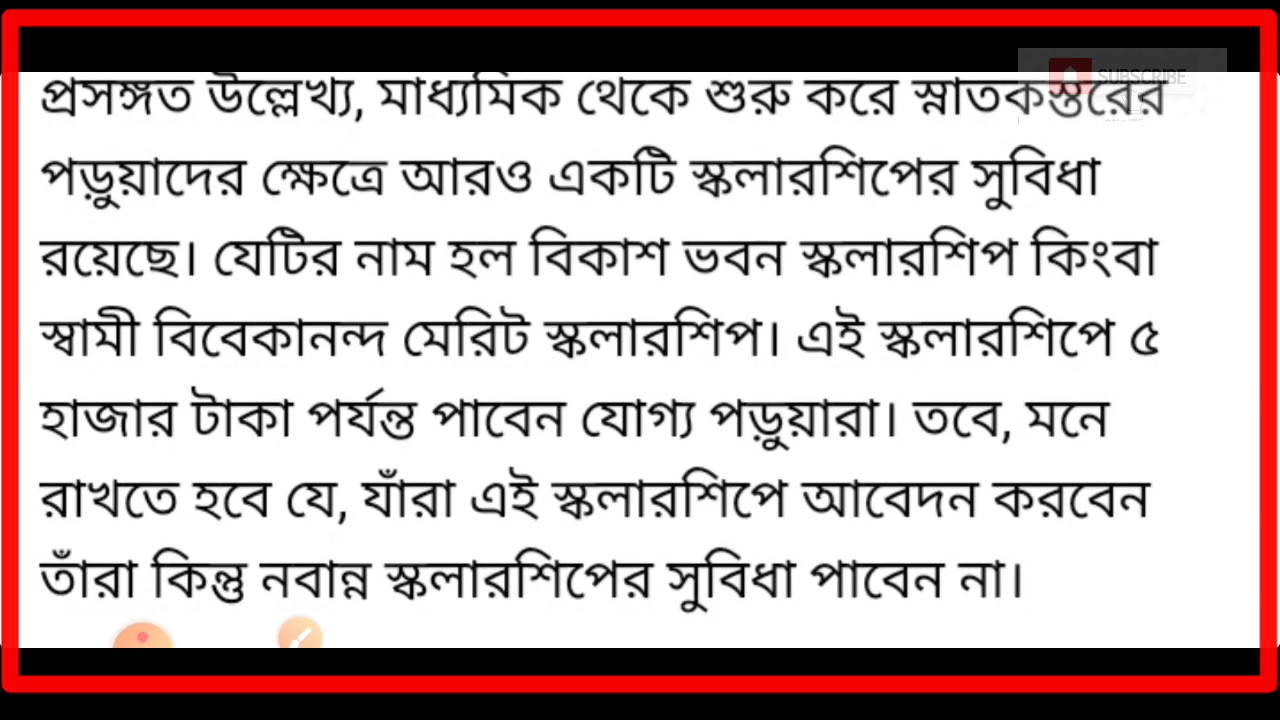 SUBSCRIBE
প্রসঙ্গত উল্লেখ্য, মাধ্যমিক থেকে শুরু করে স্নাতকস্তরের
পড়ুয়াদের ক্ষেত্রে আরও একটি স্কলারশিপের সুবিধা
রয়েছে। যেটির নাম হল বিকাশ ভবন স্কলারশিপ কিংবা
স্বামী বিবেকানন্দ মেরিট স্কলারশিপ। এই স্কলারশিপে ৫
হাজার টাকা পর্যন্ত পাবেন যোগ্য পড়ুয়ারা। তবে, মনে
রাখতে হবে যে, যাঁরা এই স্কলারশিপে আবেদন করবেন
তাঁরা কিন্তু নবান্ন স্কলারশিপের সুবিধা পাবেন না।